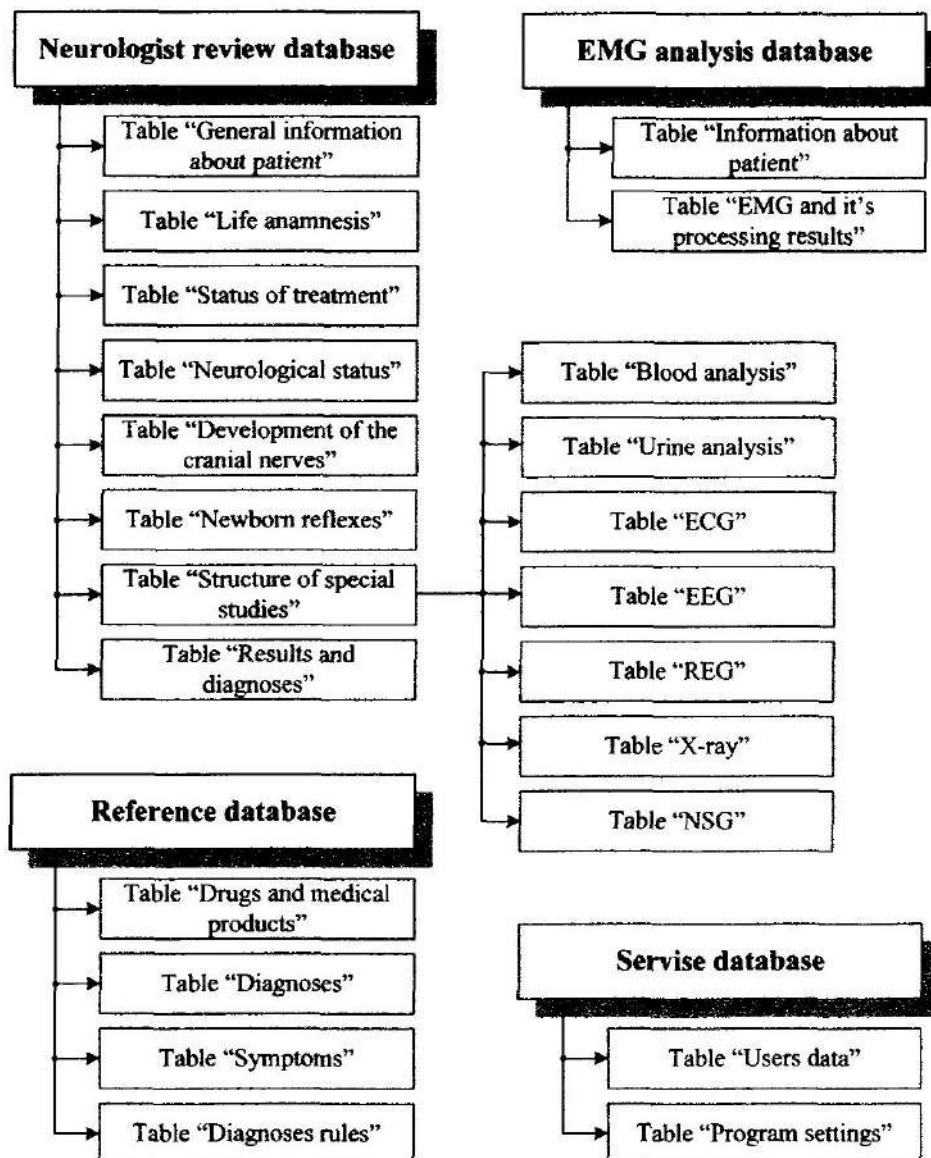 Neurologist review database
Table “General information
about patient”
Table “Life anamnesis”
Table “Status of treatment”
Table “Neurological status”
Table “Development of the
cranial nerves”
Table “Newborn reflexes”
Table “Structure of special
studies”
Table “Results and
diagnoses”
EMG analysis database
Table “Information about
patient”
Table “EMG and it’s
processing results”
Table “Blood analysis”
Table “Urine analysis”
Table “ECG”
Table “EEG”
Table “REG”
Table “X-ray”
Table “NSG”
Reference database
Table “Drugs and medical
products”
Table “Diagnoses”
Table “Symptoms”
Table “Diagnoses rules”
Servise database
Table “Users data”
Table “Program settings”